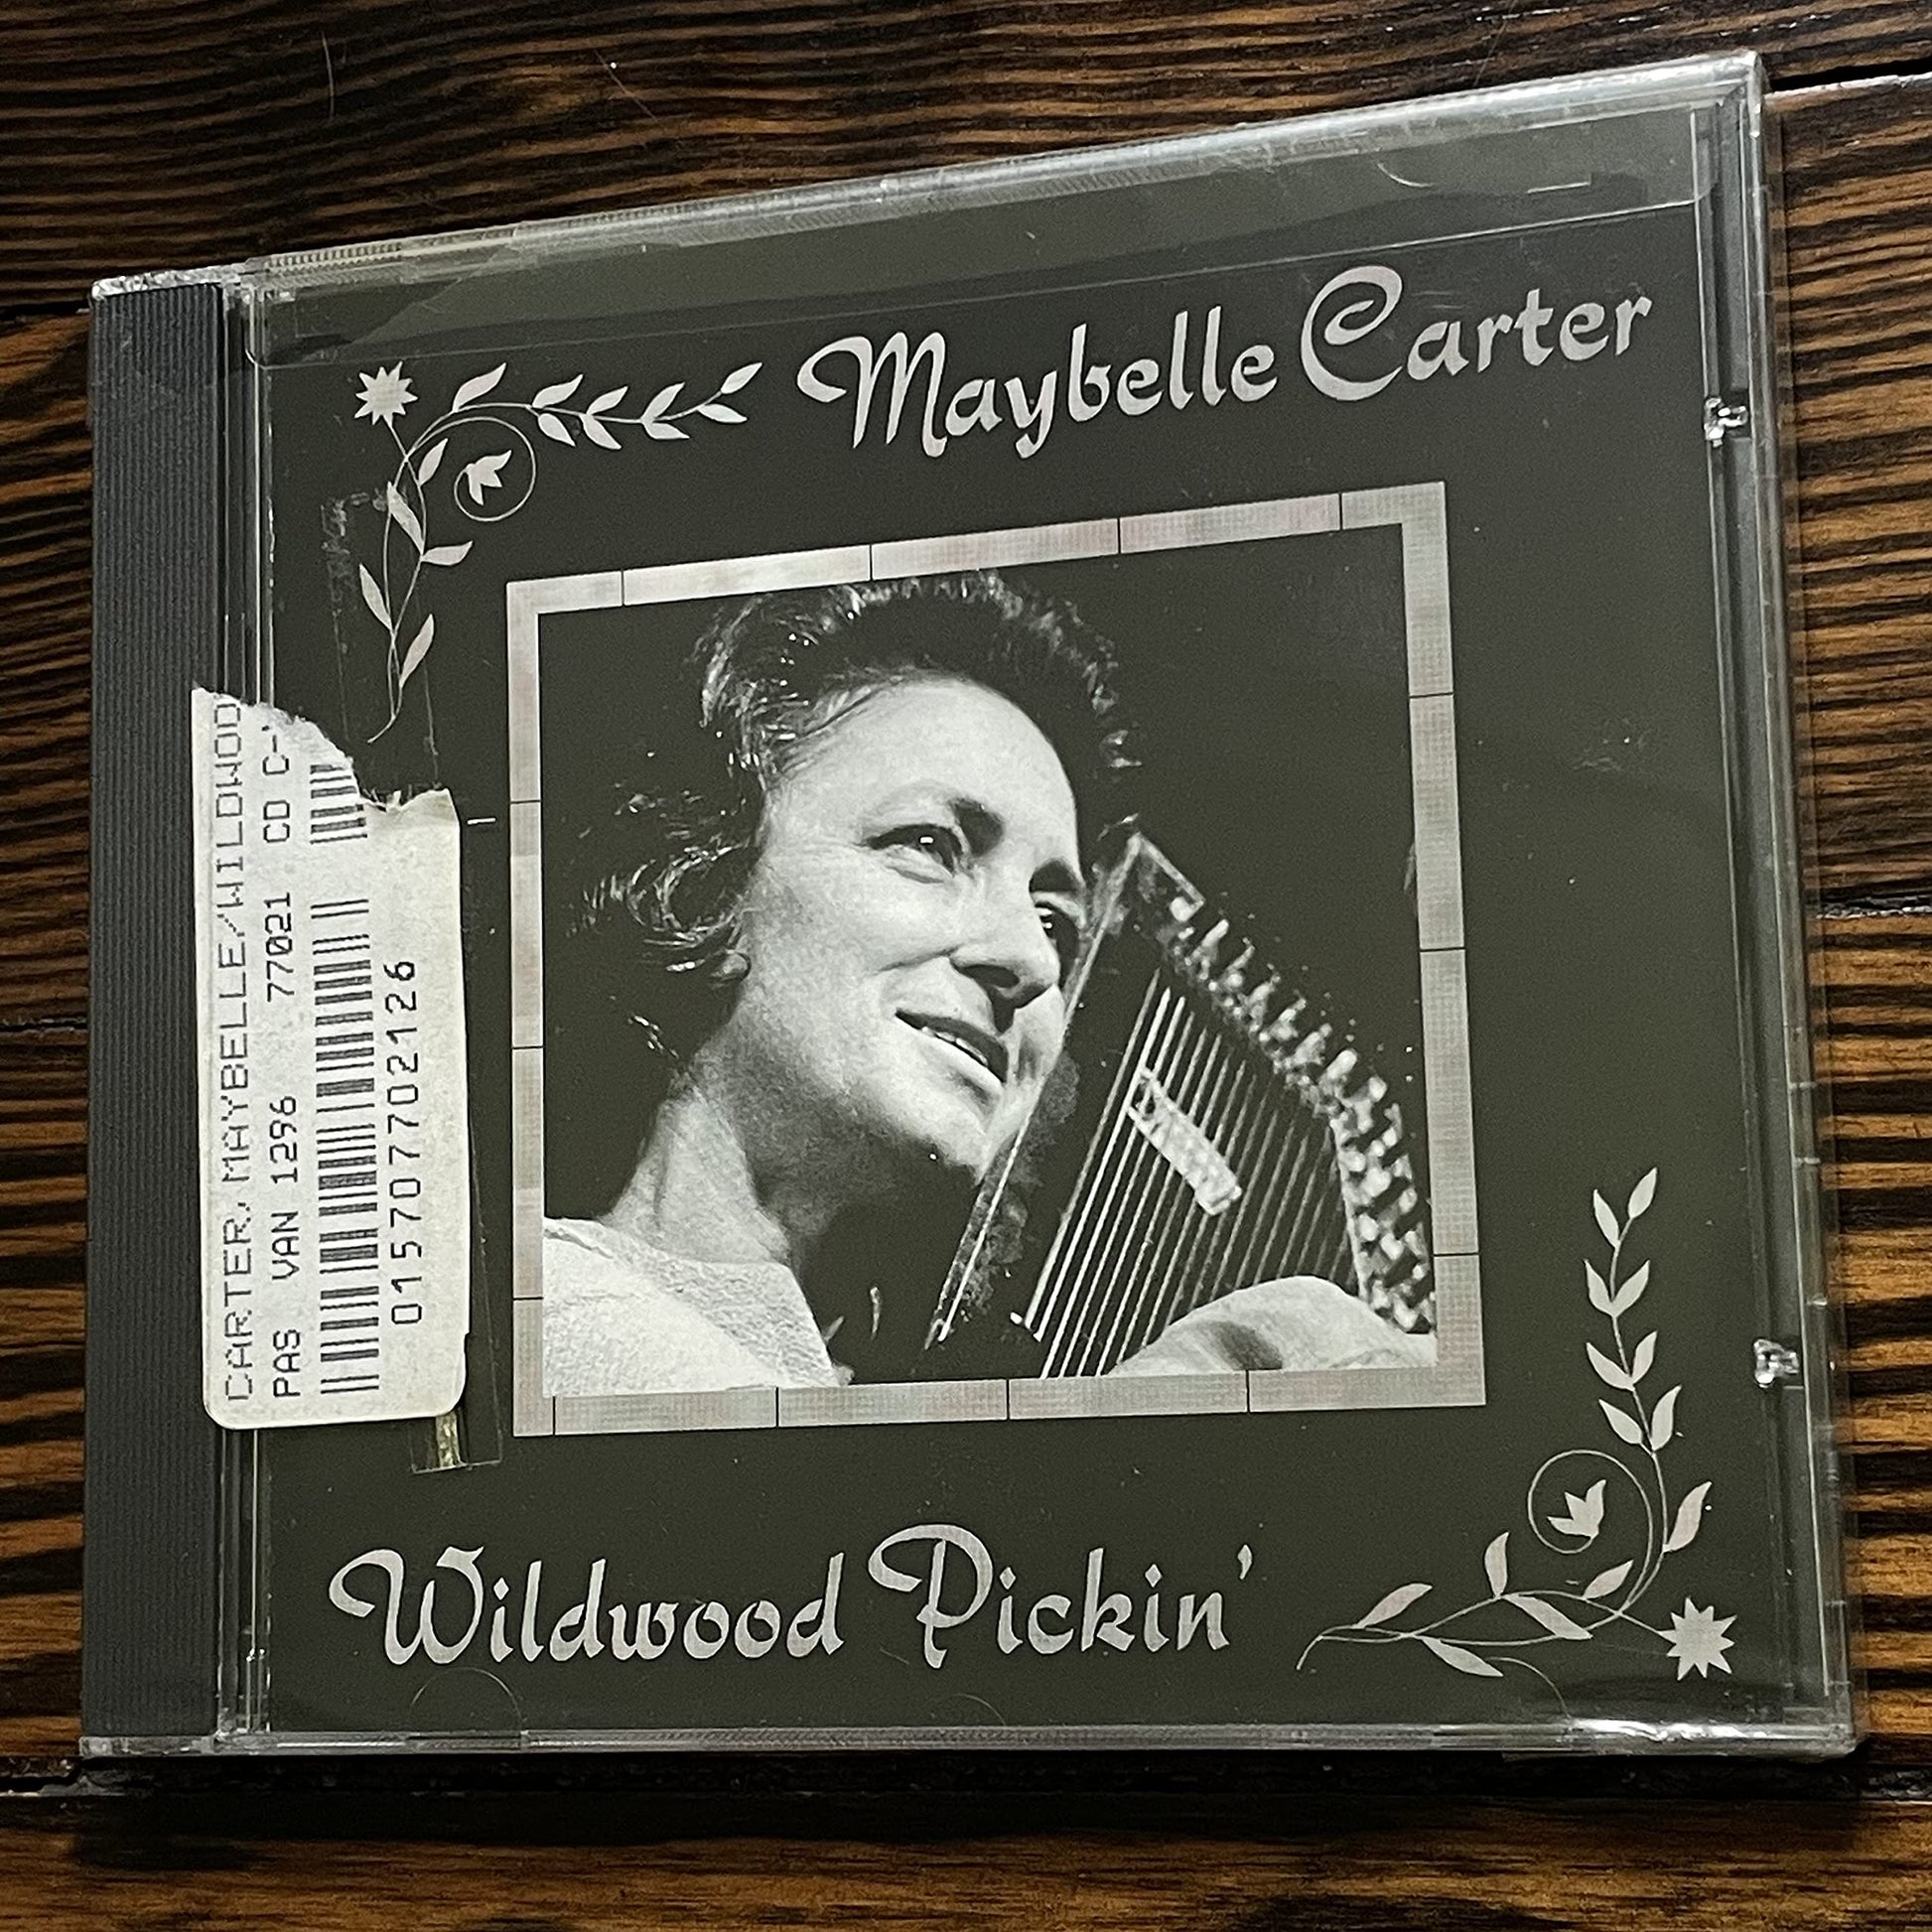 Maybelle Carter
CARTER, MAYBELLE/WILDWOO
PAS VAN 1296 77021 CD C-
015707702126
Wildwood Pickin'